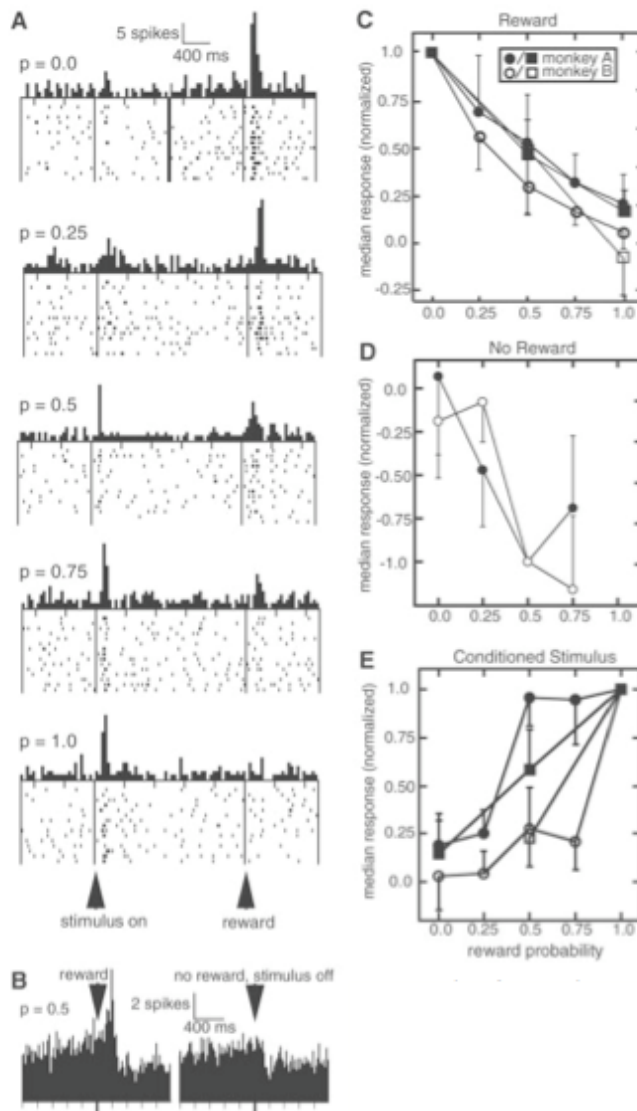 A
5 spikes
400 ms
p = 0.0
p = 0.25
p = 0.5
p = 0.75
p = 1.0
stimulus on
reward
B
reward
no reward, stimulus off
p = 0.5
2 spikes
400 ms
C
Reward
monkey A
monkey B
median response (normalized)
1.0
0.75
0.50
0.25
0.0
-0.25
0.0 0.25 0.5 0.75 1.0
D
No Reward
median response (normalized)
0.0
-0.25
-0.50
-0.75
-1.0
0.0 0.25 0.5 0.75 1.0
E
Conditioned Stimulus
median response (normalized)
1.0
0.75
0.50
0.25
0.0
0.0 0.25 0.5 0.75 1.0
reward probability